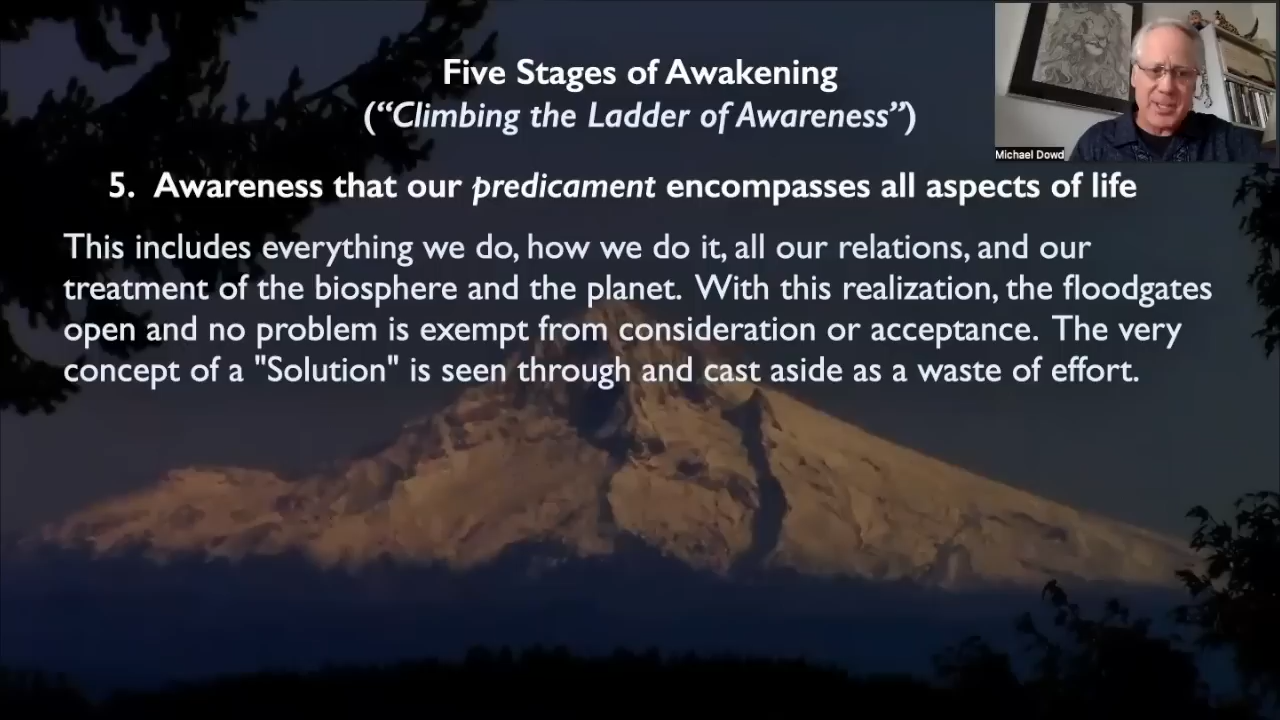 Five Stages of Awakening
(“Climbing the Ladder of Awareness”)
Michael Dowd
5. Awareness that our predicament encompasses all aspects of life
This includes everything we do, how we do it, all our relations, and our
treatment of the biosphere and the planet. With this realization, the floodgates
open and no problem is exempt from consideration or acceptance. The very
concept of a "Solution" is seen through and cast aside as a waste of effort.